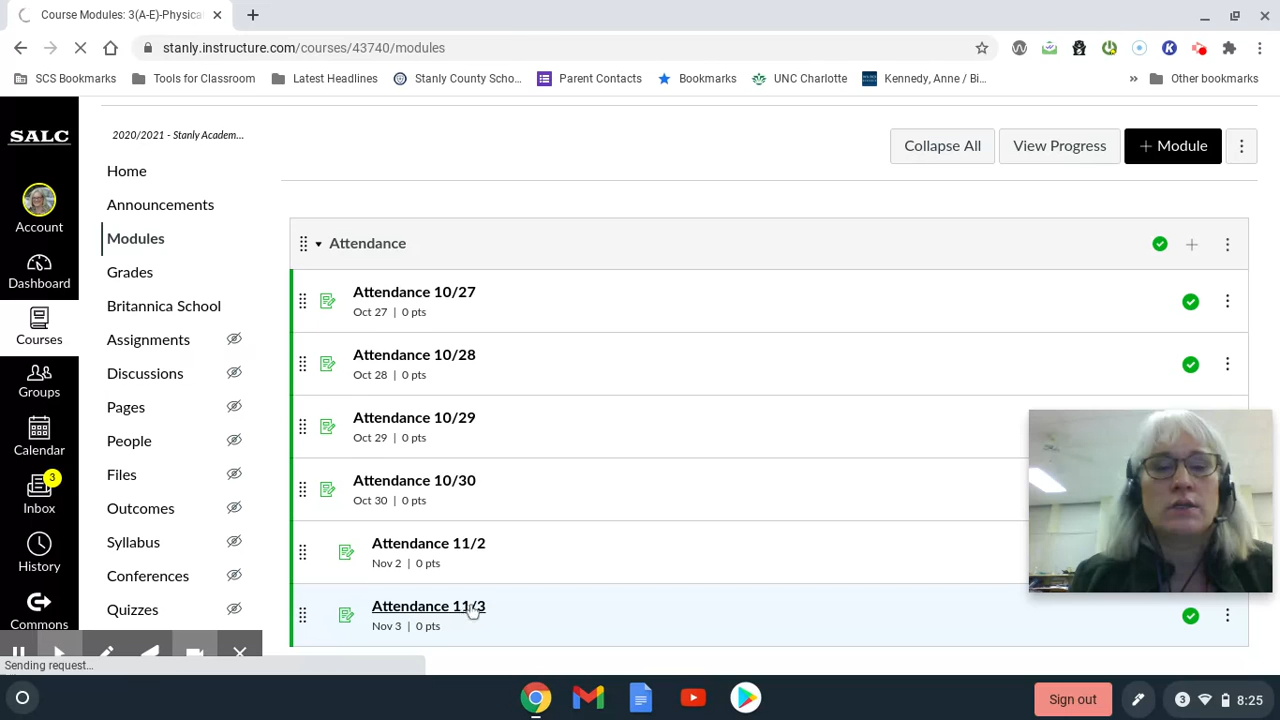 Course Modules: 3(A-E)-Physica
stanly.instructure.com/courses/43740/modules
SCS Bookmarks
Tools for Classroom
Latest Headlines
Stanly County Scho...
Parent Contacts
Bookmarks
UNC Charlotte
Kennedy, Anne / Bi...
»
Other bookmarks
SALC
Account
Dashboard
Courses
Groups
Calendar
3
Inbox
History
Commons
2020/2021 - Stanly Academ...
Home
Announcements
Modules
Grades
Britannica School
Assignments
Discussions
Pages
People
Files
Outcomes
Syllabus
Conferences
Quizzes
Collapse All
View Progress
+ Module
Attendance
Attendance 10/27
Oct 27 | 0 pts
Attendance 10/28
Oct 28 | 0 pts
Attendance 10/29
Oct 29 | 0 pts
Attendance 10/30
Oct 30 | 0 pts
Attendance 11/2
Nov 2 | 0 pts
Attendance 11/3
Nov 3 | 0 pts
Sending request...
Sign out
3
8:25